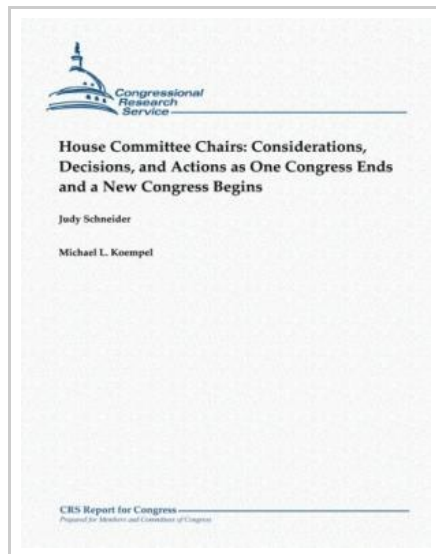 Congressional
Research
Service
House Committee Chairs: Considerations,
Decisions, and Actions as One Congress Ends
and a New Congress Begins
Judy Schneider
Michael L. Koempel
CRS Report for Congress
Prepared for Members and Committees of Congress